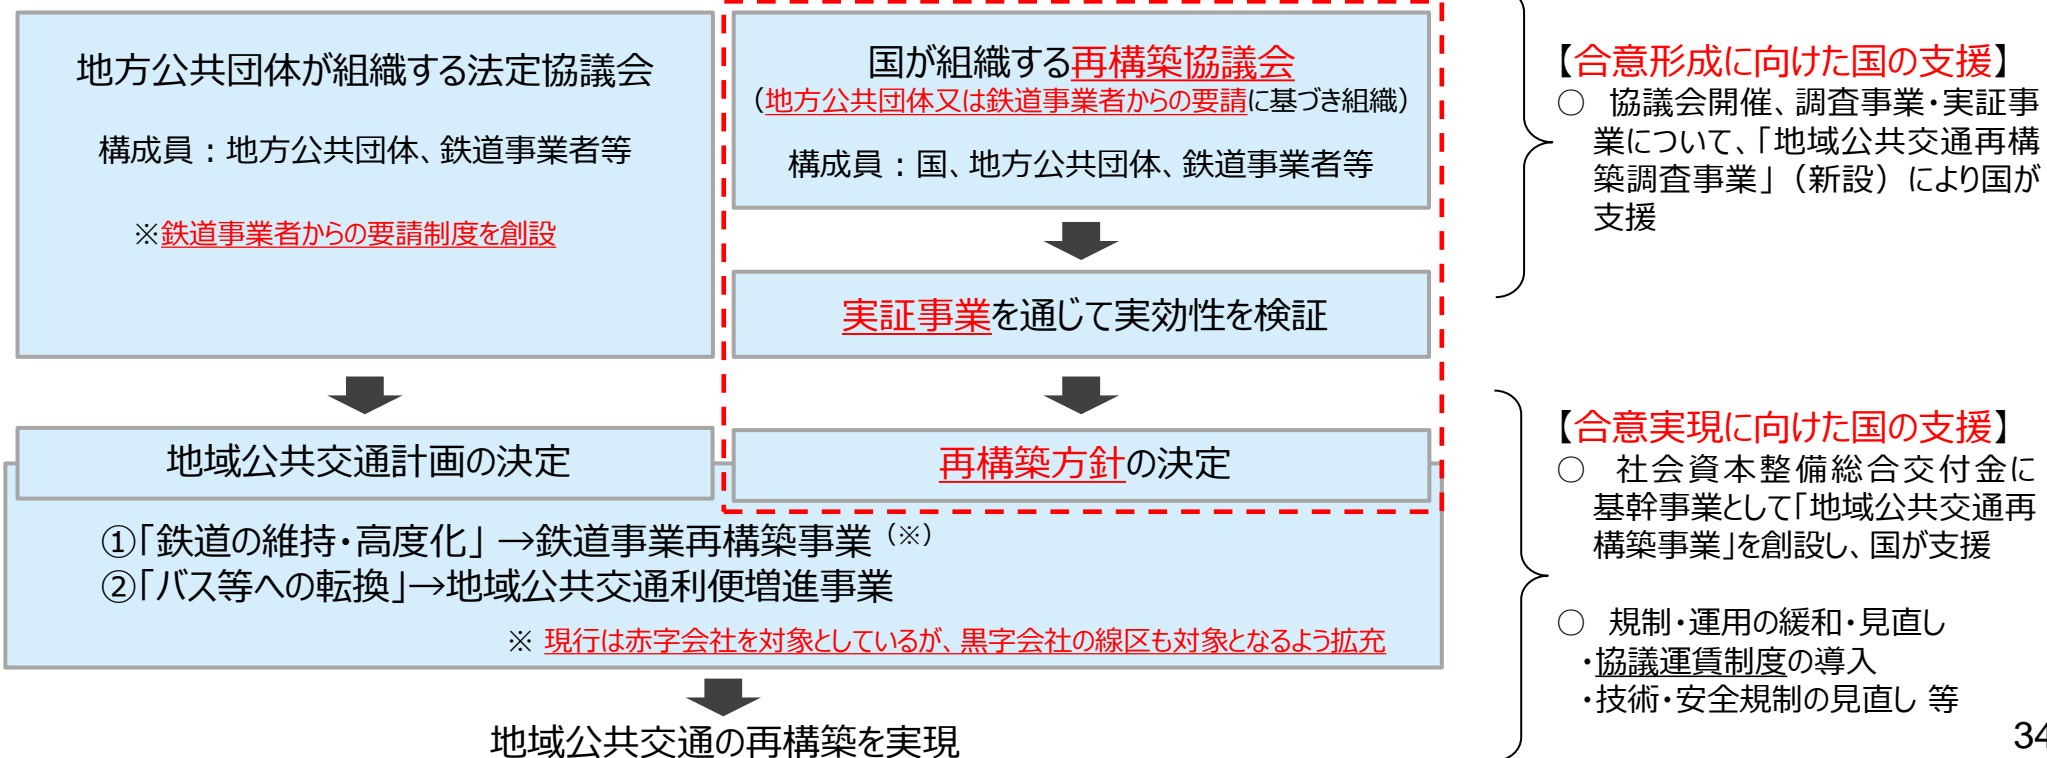 地方公共団体が組織する法定協議会
構成員：地方公共団体、鉄道事業者等
※鉄道事業者からの要請制度を創設
国が組織する再構築協議会
（地方公共団体又は鉄道事業者からの要請に基づき組織）
構成員：国、地方公共団体、鉄道事業者等
実証事業を通じて実効性を検証
地域公共交通計画の決定
再構築方針の決定
①「鉄道の維持・高度化」→鉄道事業再構築事業（※）
②「バス等への転換」→地域公共交通利便増進事業
※ 現行は赤字会社を対象としているが、黒字会社の線区も対象となるよう拡充
地域公共交通の再構築を実現
【合意形成に向けた国の支援】
○ 協議会開催、調査事業・実証事
業について、「地域公共交通再構
築調査事業」（新設）により国が
支援
【合意実現に向けた国の支援】
○ 社会資本整備総合交付金に
基幹事業として「地域公共交通再
構築事業」を創設し、国が支援
○ 規制・運用の緩和・見直し
・協議運賃制度の導入
・技術・安全規制の見直し 等
34